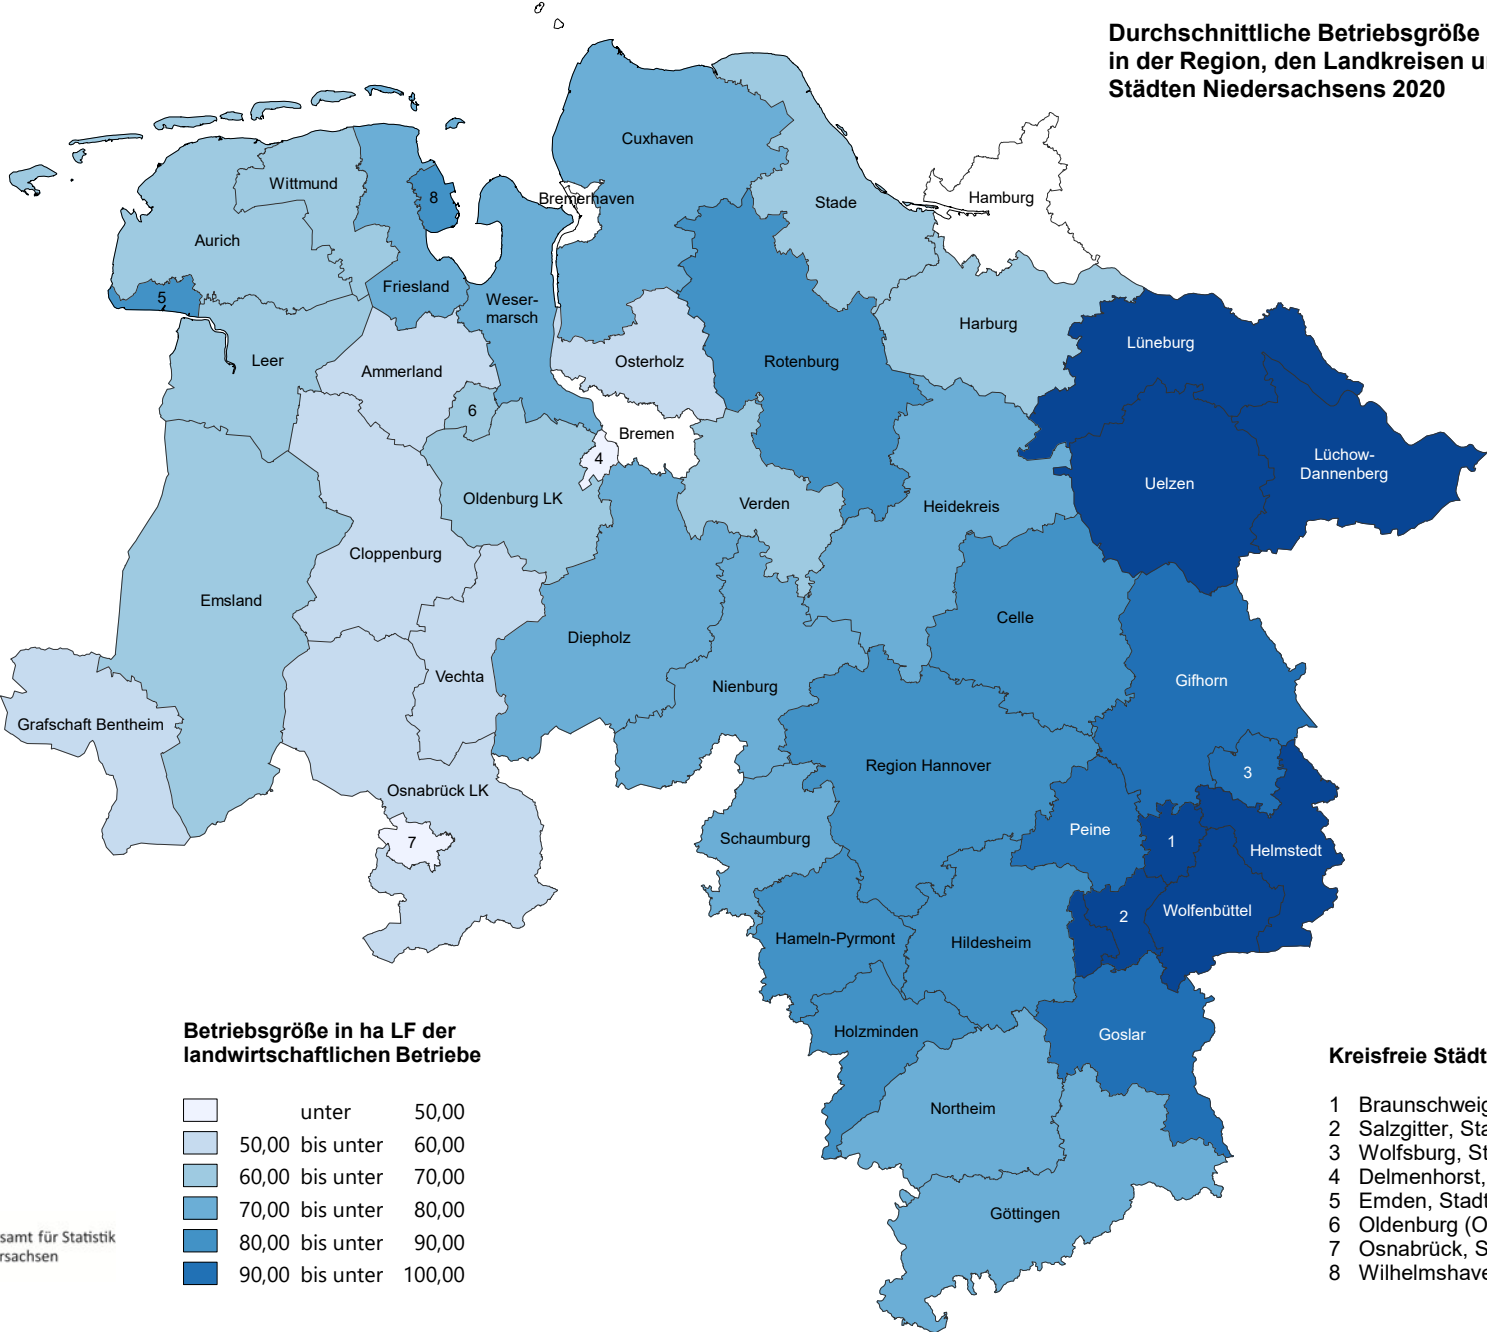 Durchschnittliche Betriebsgröße
in der Region, den Landkreisen
Städten Niedersachsens 2020
Cuxhaven
Wittmund
8
Bremerhaven
Hamburg
Stade
Aurich
Friesland
5
Weser-
marsch
Harburg
Lüneburg
Leer
Osterholz
Rotenburg
Ammerland
6
Bremen
4
Lüchow-
Dannenberg
Uelzen
Oldenburg LK
Verden
Heidekreis
Cloppenburg
Emsland
Celle
Diepholz
Vechta
Gifhorn
Nienburg
Grafschaft Bentheim
Region Hannover
3
Osnabrück LK
Peine
Schaumburg
7
1
Helmstedt
Wolfenbüttel
2
Hameln-Pyrmont
Hildesheim
Holzminden
Goslar
Northeim
Göttingen
Betriebsgröße in ha LF der
landwirtschaftlichen Betriebe
unter 50,00
50,00 bis unter 60,00
60,00 bis unter 70,00
70,00 bis unter 80,00
80,00 bis unter 90,00
90,00 bis unter 100,00
Kreisfreie
1 Braunschweig
2 Salzgitter,
3 Wolfsburg,
4 Delmenhorst,
5 Emden, Stadt
6 Oldenburg
7 Osnabrück,
8
für Statistik